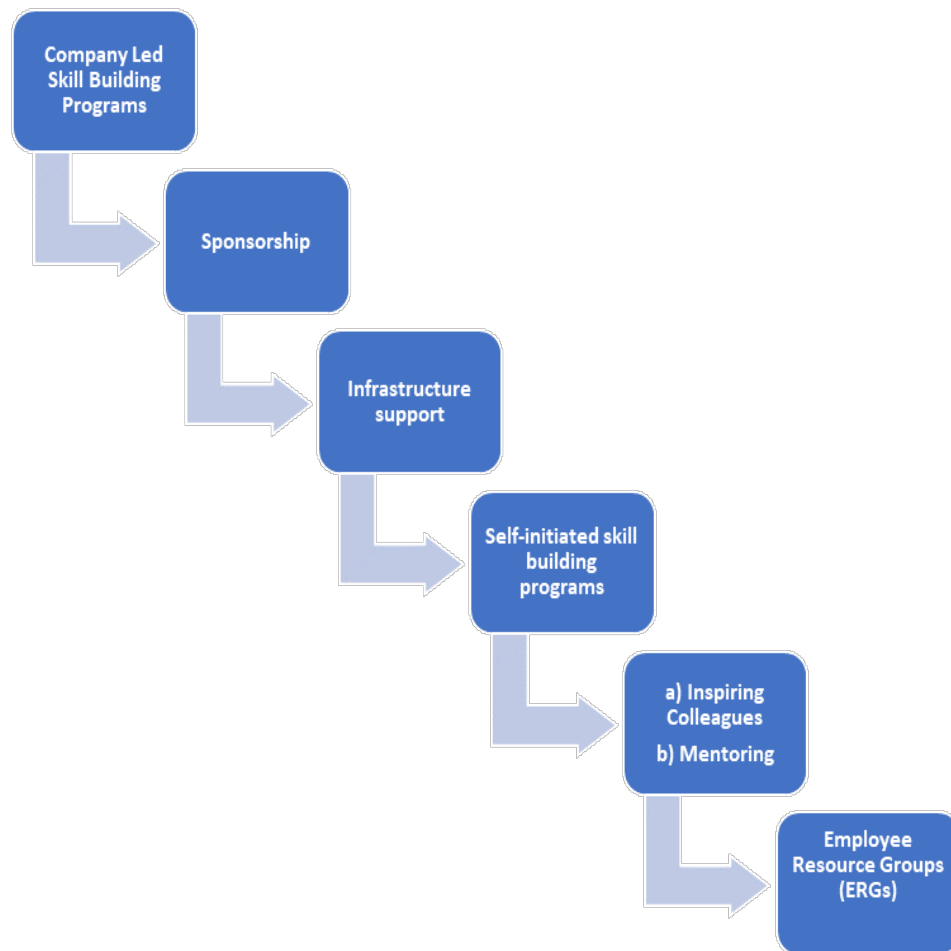 Company Led
Skill Building
Programs
Sponsorship
Infrastructure
support
Self-initiated skill
building
programs
a) Inspiring
Colleagues
b) Mentoring
Employee
Resource Groups
(ERGs)